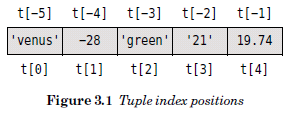 t[-5] t[-4] t[-3] t[-2] t[-1]
'venus' -28 'green' '21' 19.74
t[0] t[1] t[2] t[3] t[4]
Figure 3.1 Tuple index positions